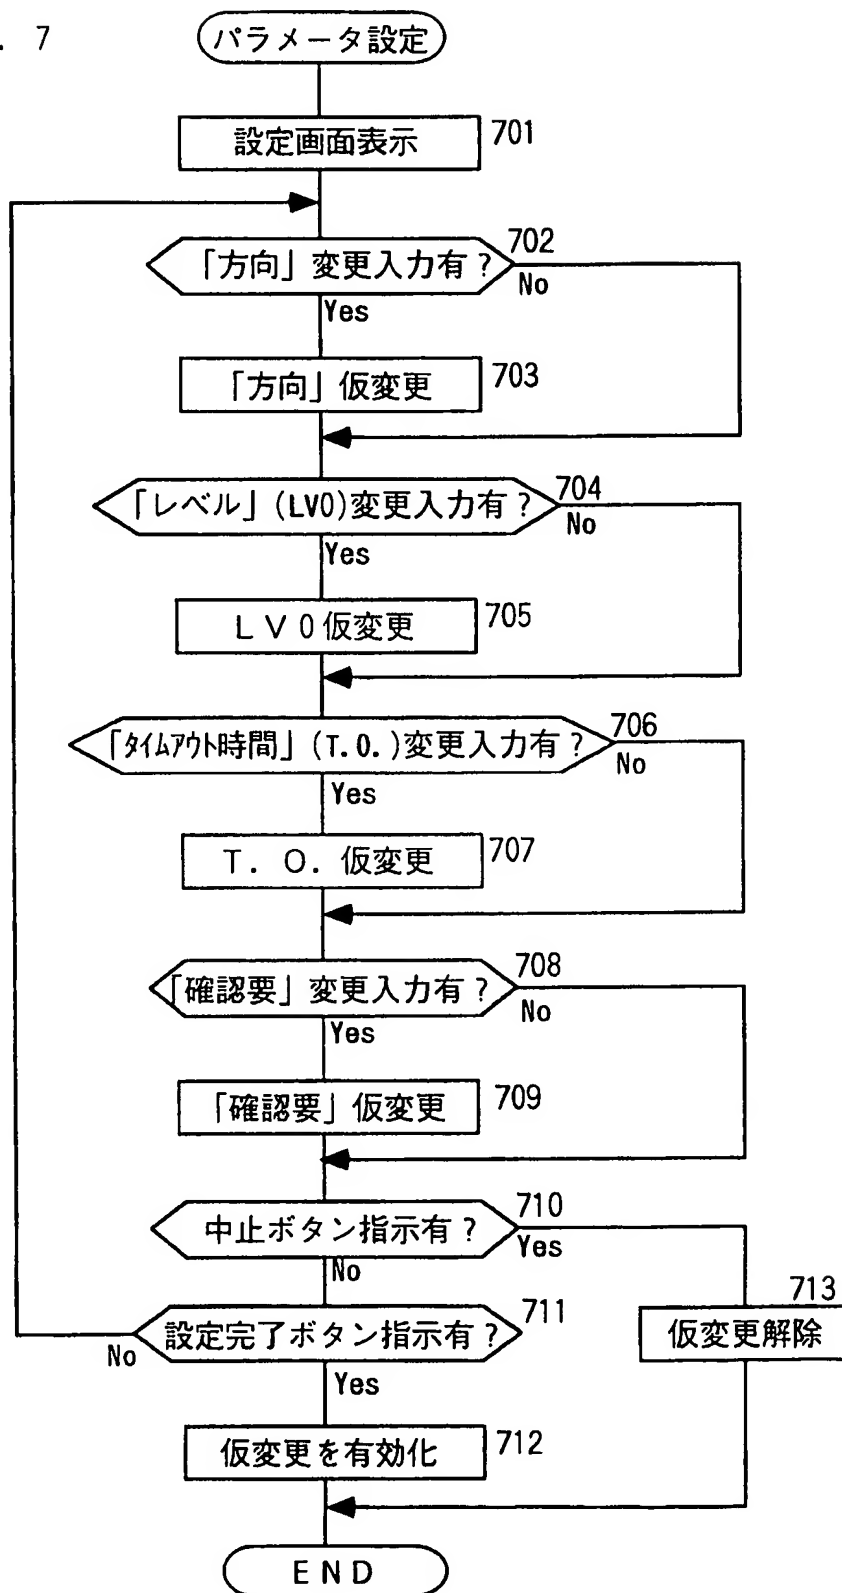 . 7
パラメータ設定
設定画面表示
701
「方向」変更入力有?
702
No
Yes
「方向」仮変更
703
「レベル」(LV0)変更入力有?
704
No
Yes
LV0仮変更
705
「タイムアウト時間」(T.O.)変更入力有?
706
No
Yes
T.O.仮変更
707
「確認要」変更入力有?
708
No
Yes
「確認要」仮変更
709
中止ボタン指示有?
710
Yes
No
設定完了ボタン指示有?
711
No
Yes
713
仮変更解除
仮変更を有効化
712
END